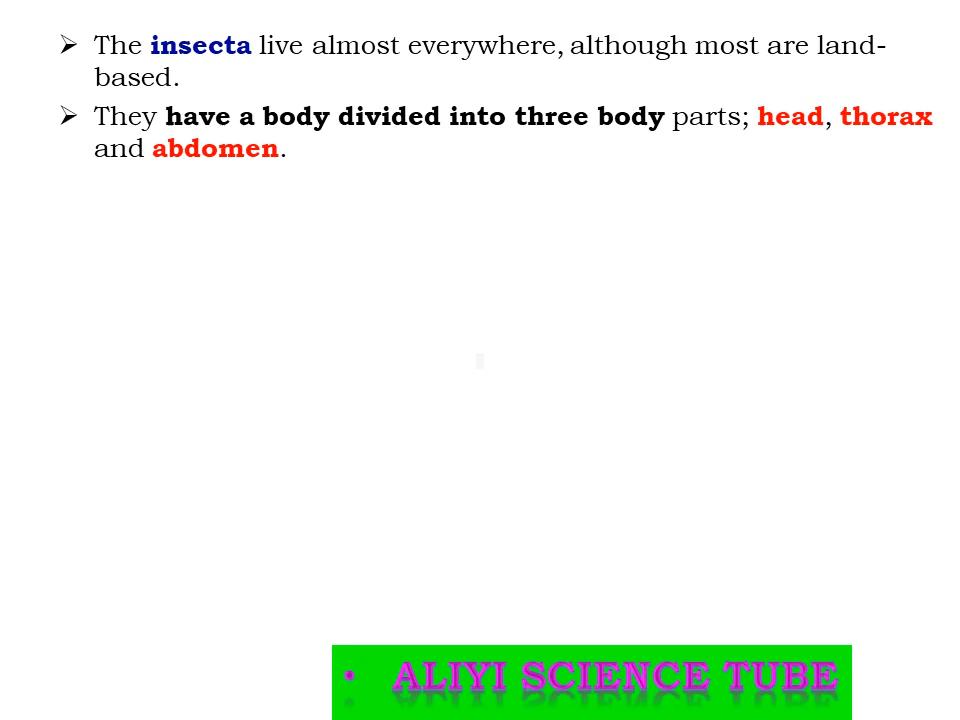 ➢ The insecta live almost everywhere, although most are land-
based.
➢ They have a body divided into three body parts; head, thorax
and abdomen.
• ALIYI SCIENCE TUBE